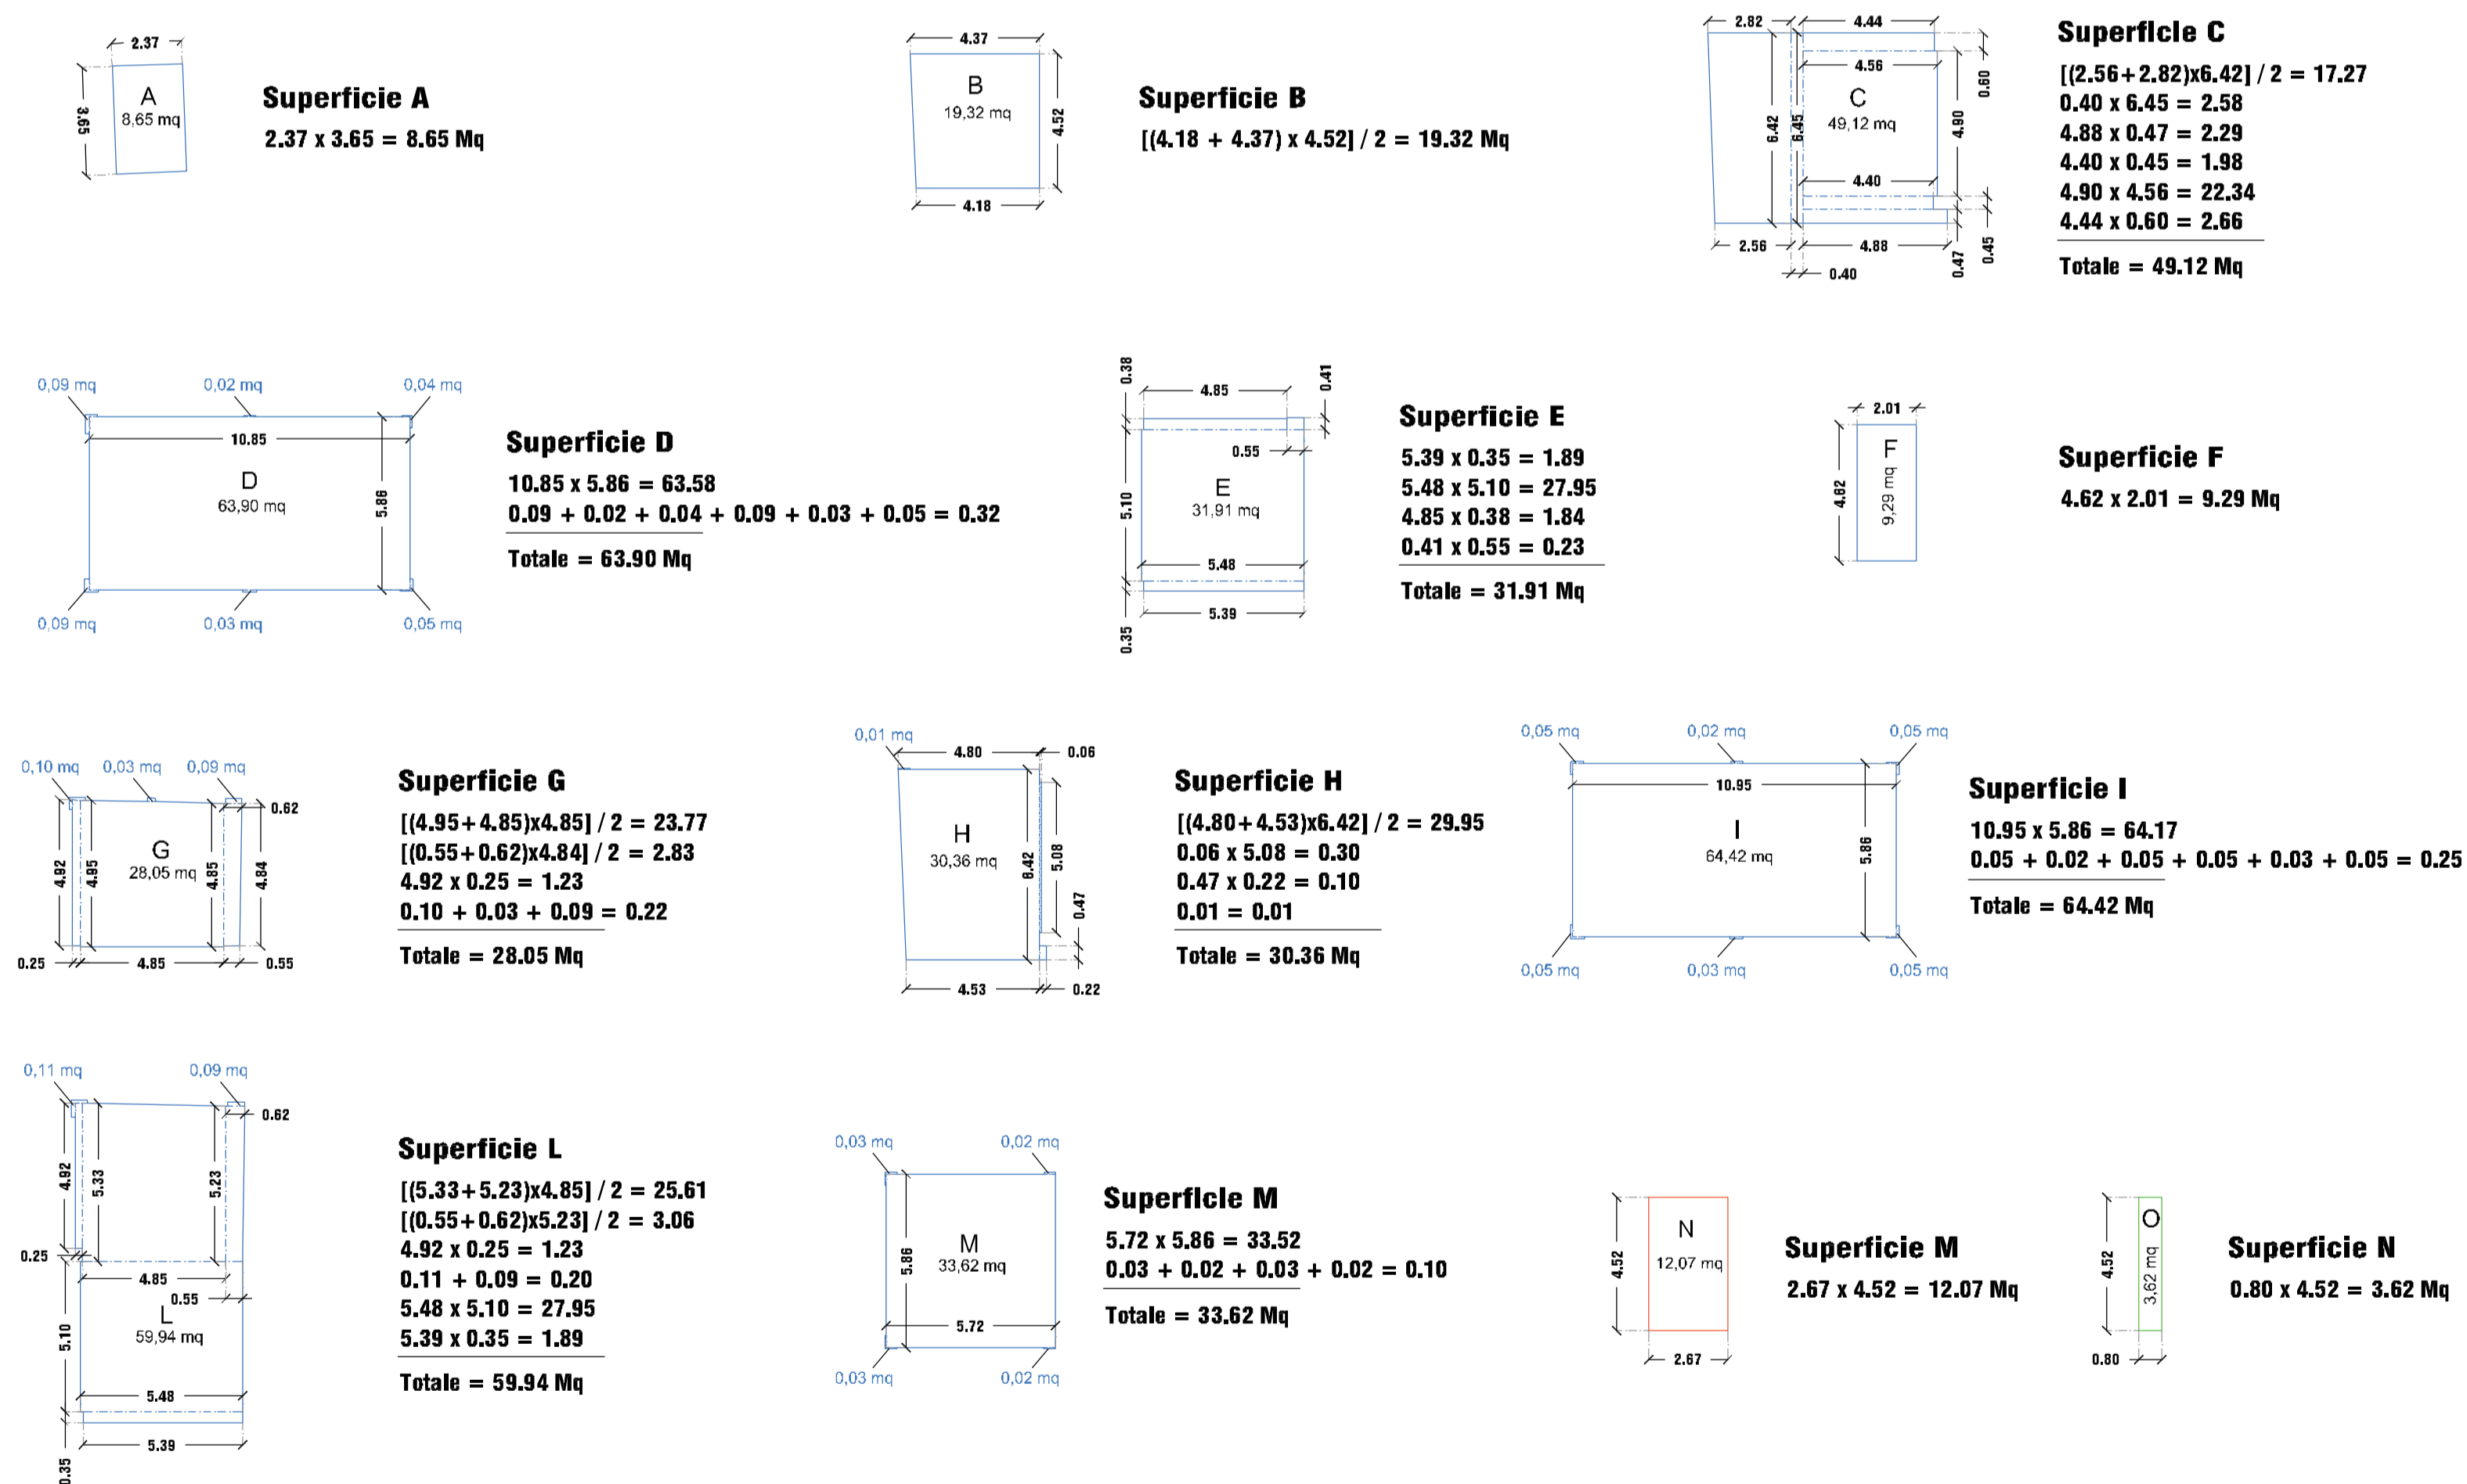 2.37
3.65
A
8,65 mq
Superficie A
2.37 x 3.65 = 8.65 Mq
4.37
B
19,32 mq
4.52
4.18
Superficie B
[(4.18 + 4.37) x 4.52] / 2 = 19.32 Mq
2.82
4.44
4.56
0.60
C
49,12 mq
6.42
6.45
4.90
4.40
2.56
4.88
0.47
0.45
0.40
Superficie C
[(2.56+2.82)x6.42] / 2 = 17.27
0.40 x 6.45 = 2.58
4.88 x 0.47 = 2.29
4.40 x 0.45 = 1.98
4.90 x 4.56 = 22.34
4.44 x 0.60 = 2.66
Totale = 49.12 Mq
0,09 mq
0,02 mq
0,04 mq
10.85
D
63,90 mq
5.86
0,09 mq
0,03 mq
0,05 mq
Superficie D
10.85 x 5.86 = 63.58
0.09 + 0.02 + 0.04 + 0.09 + 0.03 + 0.05 = 0.32
Totale = 63.90 Mq
0.38
4.85
0.41
0.55
5.10
E
31,91 mq
5.48
5.39
0.35
Superficie E
5.39 x 0.35 = 1.89
5.48 x 5.10 = 27.95
4.85 x 0.38 = 1.84
0.41 x 0.55 = 0.23
Totale = 31.91 Mq
2.01
4.62
F
9,29 mq
Superficie F
4.62 x 2.01 = 9.29 Mq
0,10 mq
0,03 mq
0,09 mq
0.62
4.92
4.95
G
28,05 mq
4.85
4.84
0.25
4.85
0.55
Superficie G
[(4.95+4.85)x4.85] / 2 = 23.77
[(0.55+0.62)x4.84] / 2 = 2.83
4.92 x 0.25 = 1.23
0.10 + 0.03 + 0.09 = 0.22
Totale = 28.05 Mq
0,01 mq
4.80
0.06
H
30,36 mq
6.42
5.08
0.47
4.53
0.22
Superficie H
[(4.80+4.53)x6.42] / 2 = 29.95
0.06 x 5.08 = 0.30
0.47 x 0.22 = 0.10
0.01 = 0.01
Totale = 30.36 Mq
0,05 mq
0,02 mq
0,05 mq
10.95
I
64,42 mq
5.86
0,05 mq
0,03 mq
0,05 mq
Superficie I
10.95 x 5.86 = 64.17
0.05 + 0.02 + 0.05 + 0.05 + 0.03 + 0.05 = 0.25
Totale = 64.42 Mq
0,11 mq
0,09 mq
0.62
4.92
5.33
5.23
0.25
4.85
0.55
L
59,94 mq
5.10
5.48
5.39
0.35
Superficie L
[(5.33+5.23)x4.85] / 2 = 25.61
[(0.55+0.62)x5.23] / 2 = 3.06
4.92 x 0.25 = 1.23
0.11 + 0.09 = 0.20
5.48 x 5.10 = 27.95
5.39 x 0.35 = 1.89
Totale = 59.94 Mq
0,03 mq
0,02 mq
M
33,62 mq
5.86
5.72
0,03 mq
0,02 mq
Superficie M
5.72 x 5.86 = 33.52
0.03 + 0.02 + 0.03 + 0.02 = 0.10
Totale = 33.62 Mq
4.52
N
12,07 mq
2.67
Superficie M
2.67 x 4.52 = 12.07 Mq
4.52
O
3,62 mq
0.80
Superficie N
0.80 x 4.52 = 3.62 Mq